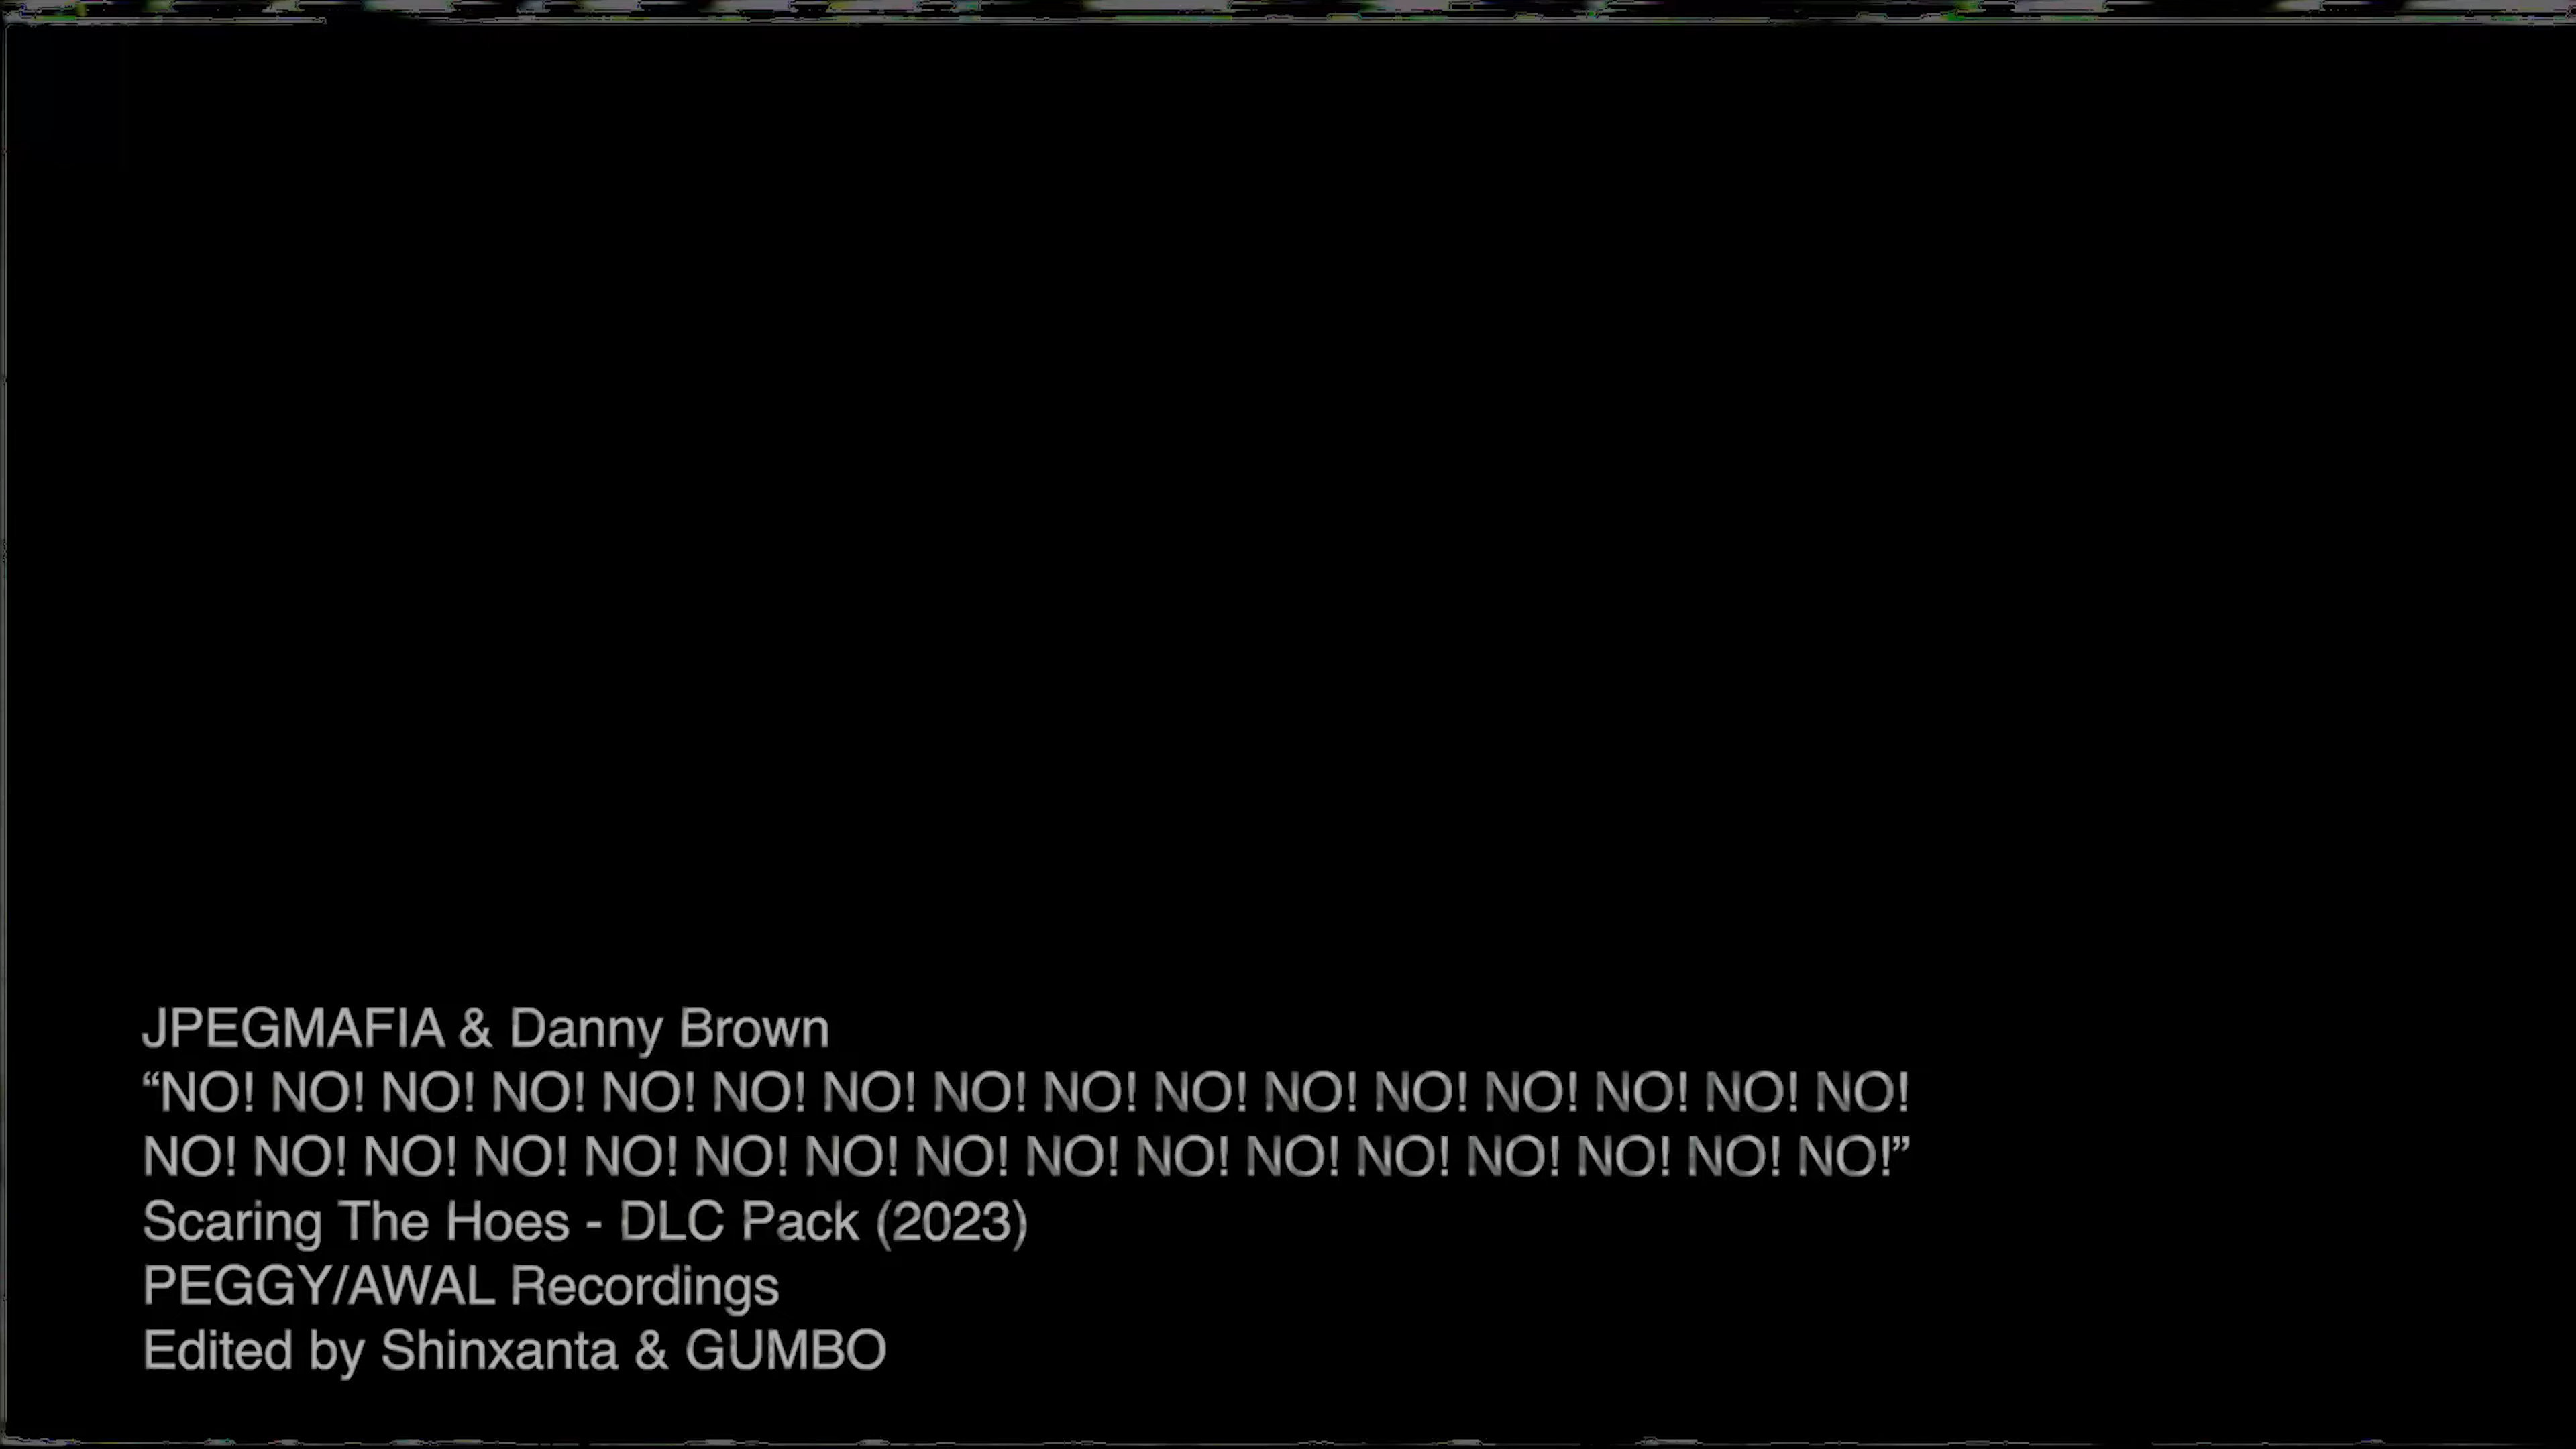 JPEGMAFIA & Danny Brown
“NO! NO! NO! NO! NO! NO! NO! NO! NO! NO! NO! NO! NO! NO! NO! NO!
NO! NO! NO! NO! NO! NO! NO! NO! NO! NO! NO! NO! NO! NO! NO! NO!”
Scaring The Hoes - DLC Pack (2023)
PEGGY/AWAL Recordings
Edited by Shinxanta & GUMBO